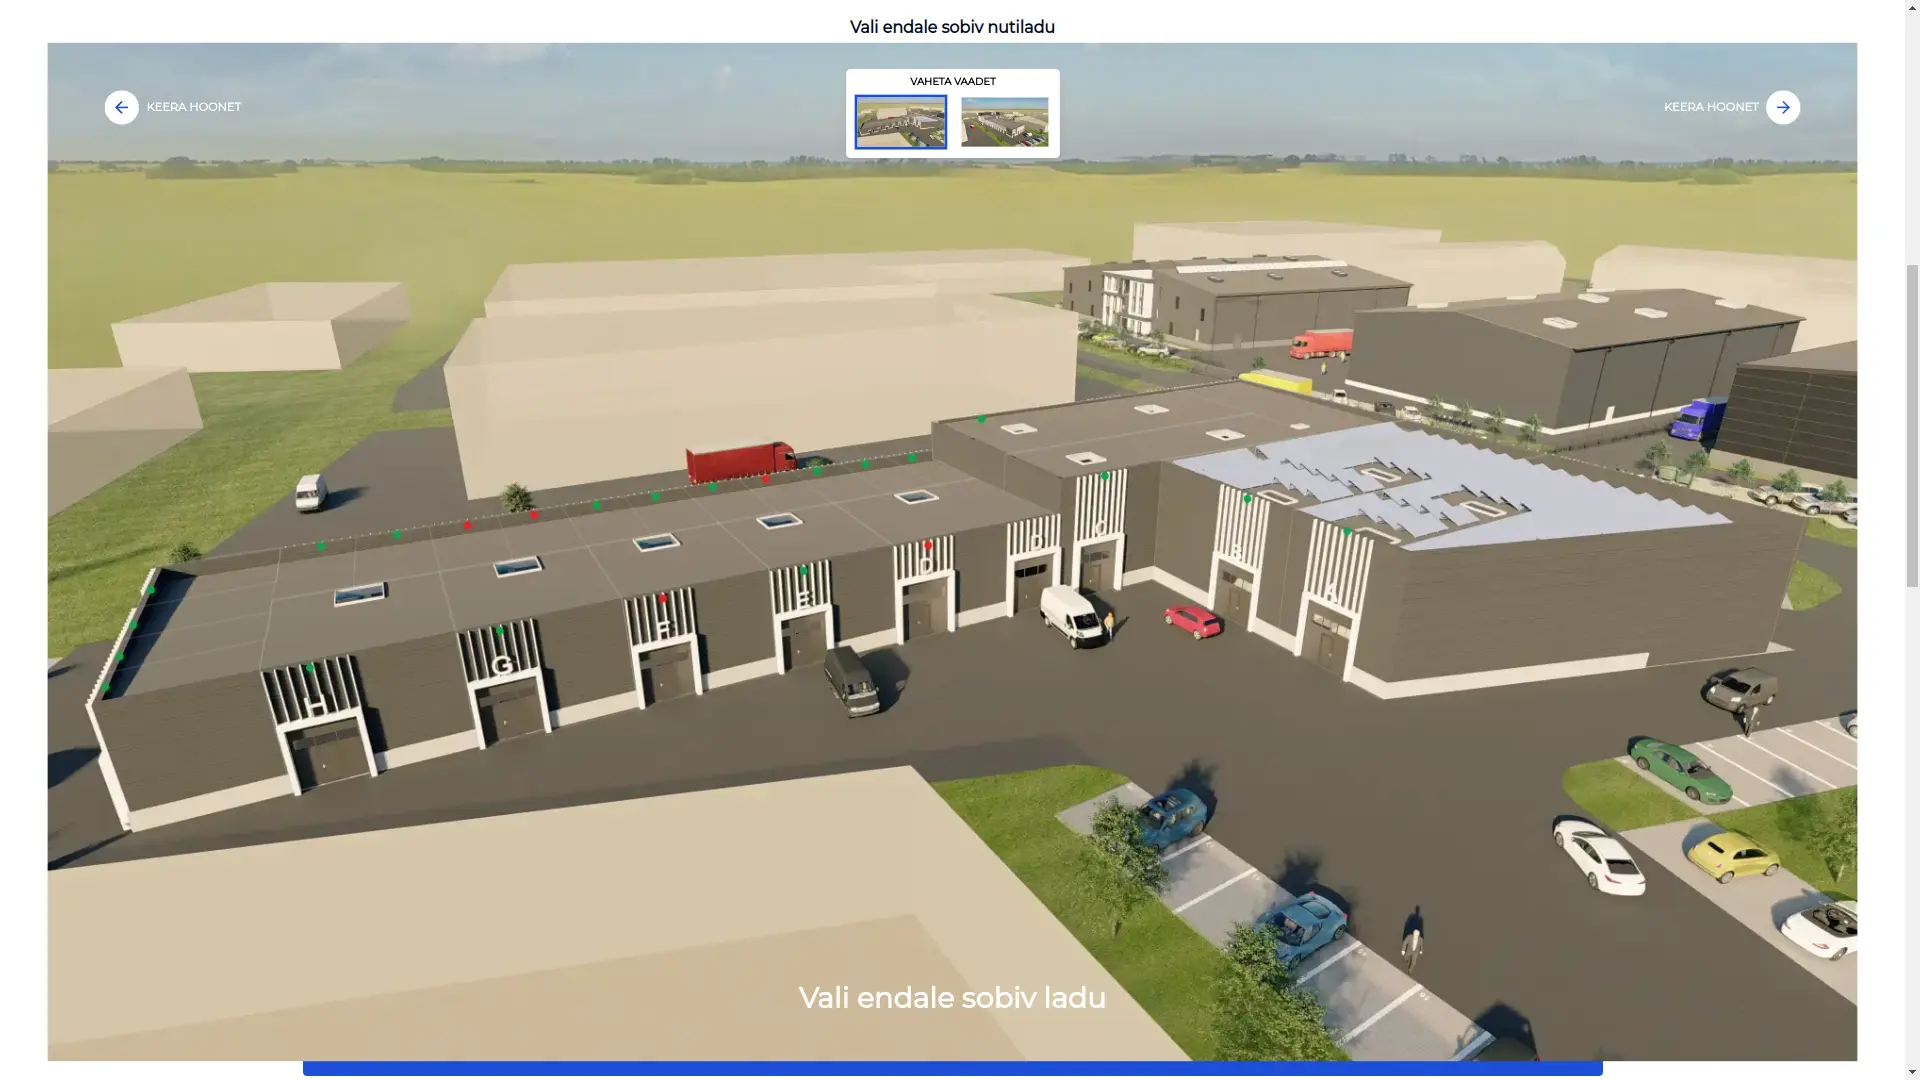 Vali endale sobiv nutiladu
VAHETA VAADET
KEERA HOONET
KEERA HOONET
C
D
B
D
A
E
F
G
H
Vali endale sobiv ladu